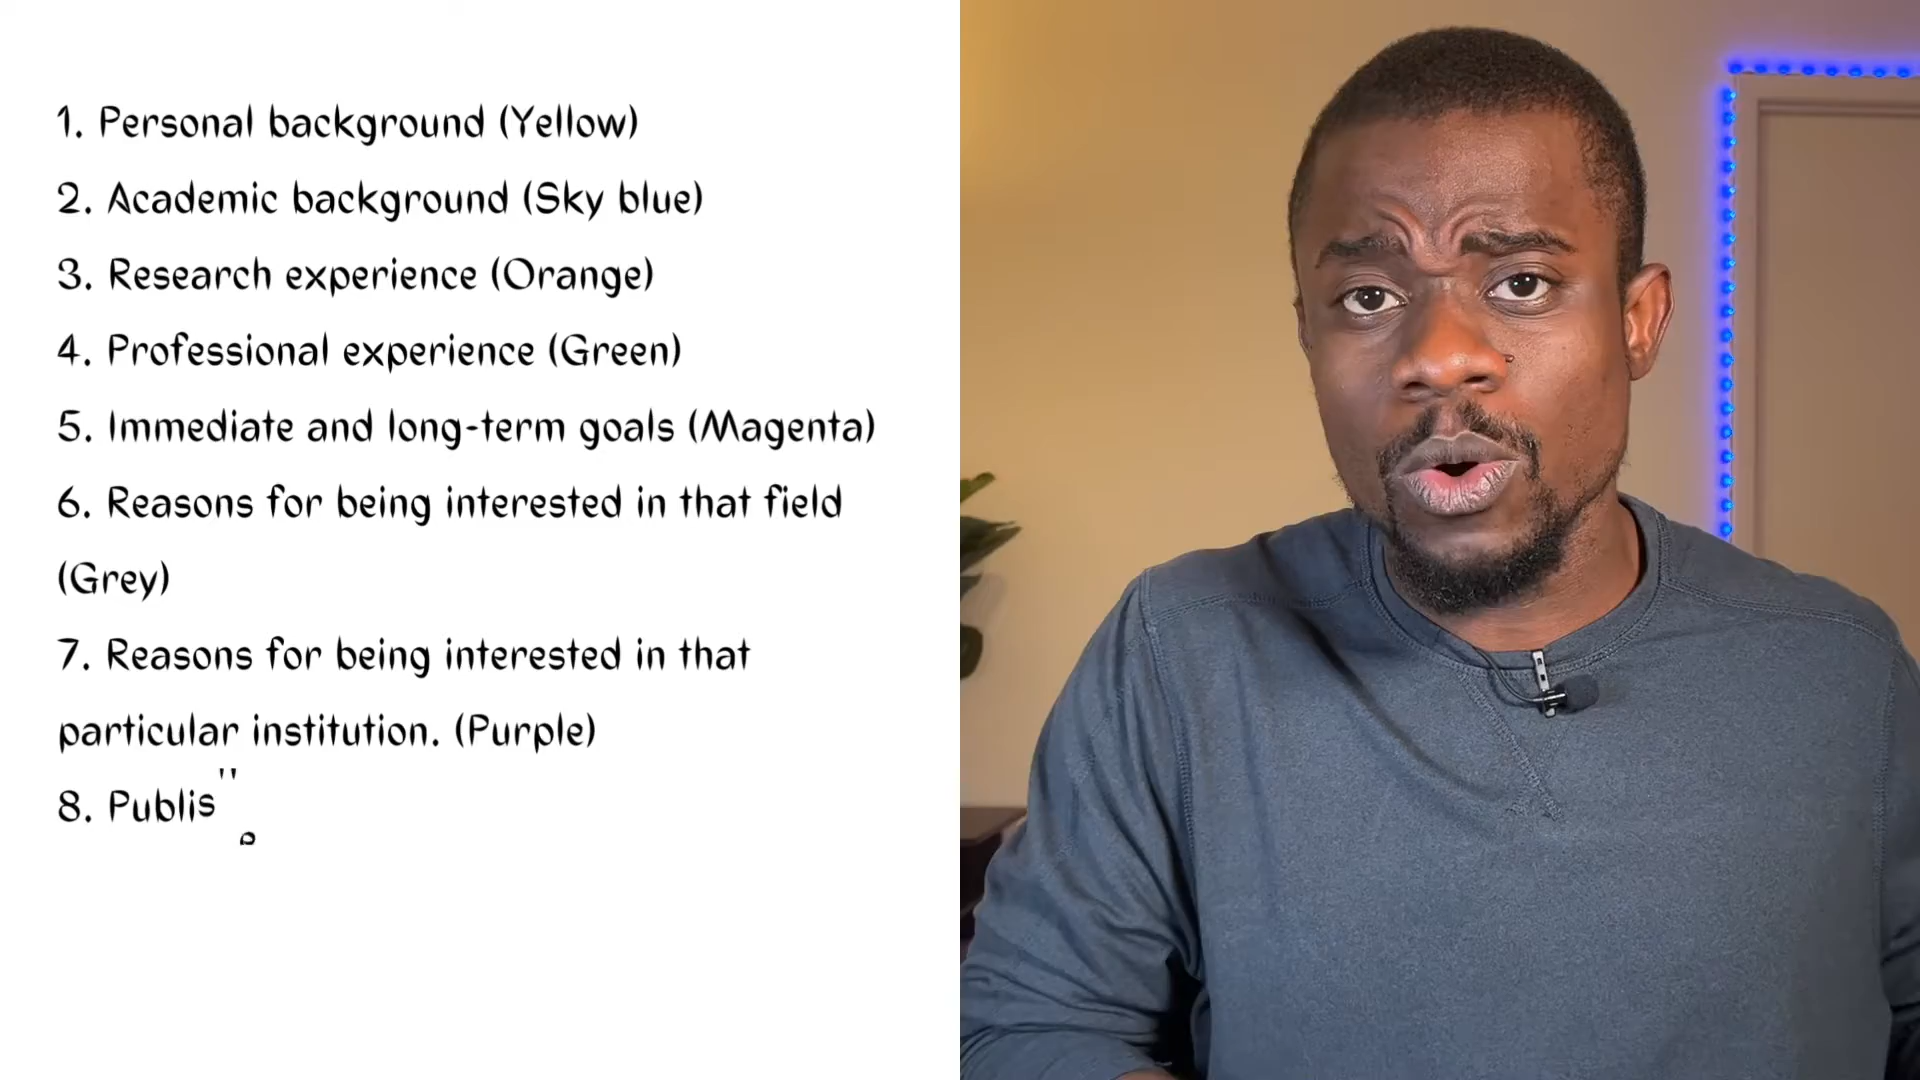 1. Personal background (Yellow)
2. Academic background (Sky blue)
3. Research experience (Orange)
4. Professional experience (Green)
5. Immediate and long-term goals (Magenta)
6. Reasons for being interested in that field
(Grey)
7. Reasons for being interested in that
particular institution. (Purple)
8. Publis